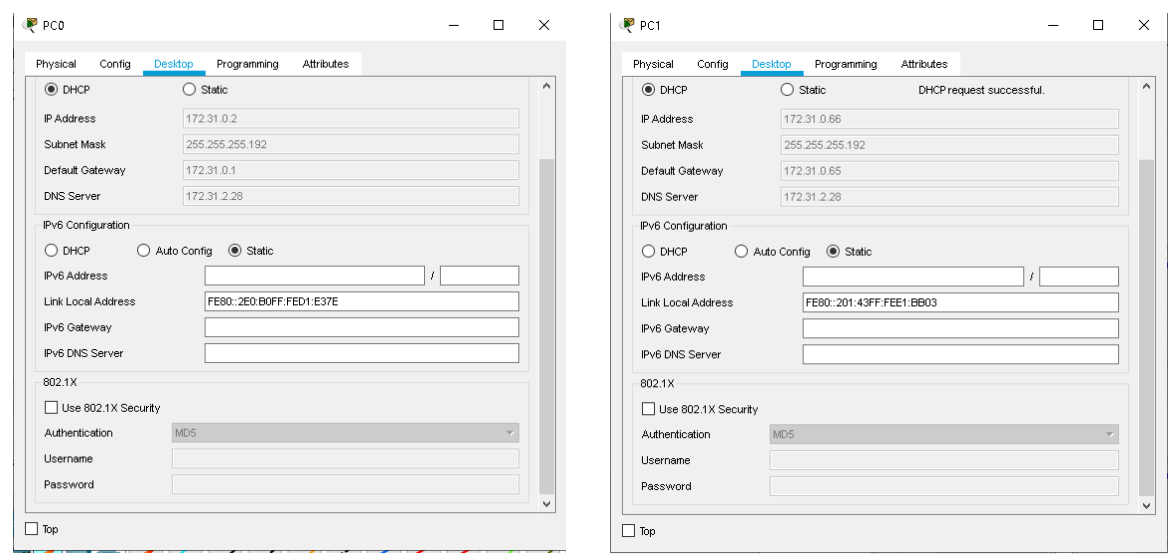 PC0
Physical Config Desktop Programming Attributes
DHCP Static
IP Address 172.31.0.2
Subnet Mask 255.255.255.192
Default Gateway 172.31.0.1
DNS Server 172.31.2.28
IPv6 Configuration
DHCP Auto Config Static
IPv6 Address /
Link Local Address FE80::2E0:B0FF:FED1:E37E
IPv6 Gateway
IPv6 DNS Server
802.1X
Use 802.1X Security
Authentication MD5
Username
Password
Top
PC1
Physical Config Desktop Programming Attributes
DHCP Static DHCP request successful.
IP Address 172.31.0.66
Subnet Mask 255.255.255.192
Default Gateway 172.31.0.65
DNS Server 172.31.2.28
IPv6 Configuration
DHCP Auto Config Static
IPv6 Address /
Link Local Address FE80::201:43FF:FEE1:BB03
IPv6 Gateway
IPv6 DNS Server
802.1X
Use 802.1X Security
Authentication MD5
Username
Password
Top